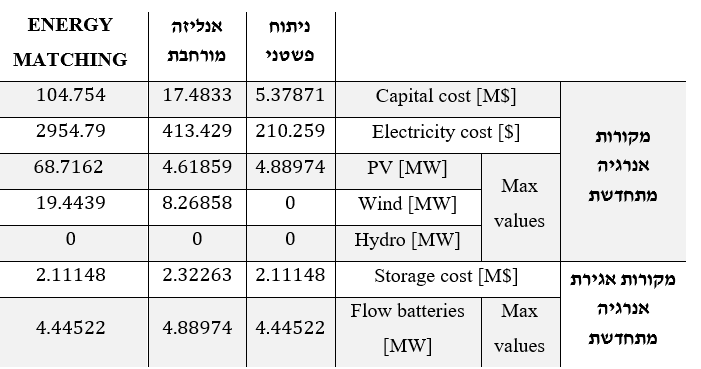 ניתוח פשטני אנליזה מורחבת ENERGY MATCHING
מקורות אנרגיה מתחדשת Capital cost [M$] 5.37871 17.4833 104.754
Electricity cost [$] 210.259 413.429 2954.79
Max values PV [MW] 4.88974 4.61859 68.7162
Wind [MW] 0 8.26858 19.4439
Hydro [MW] 0 0 0
מקורות אגירת אנרגיה מתחדשת Storage cost [M$] 2.11148 2.32263 2.11148
Max values Flow batteries [MW] 4.44522 4.88974 4.44522